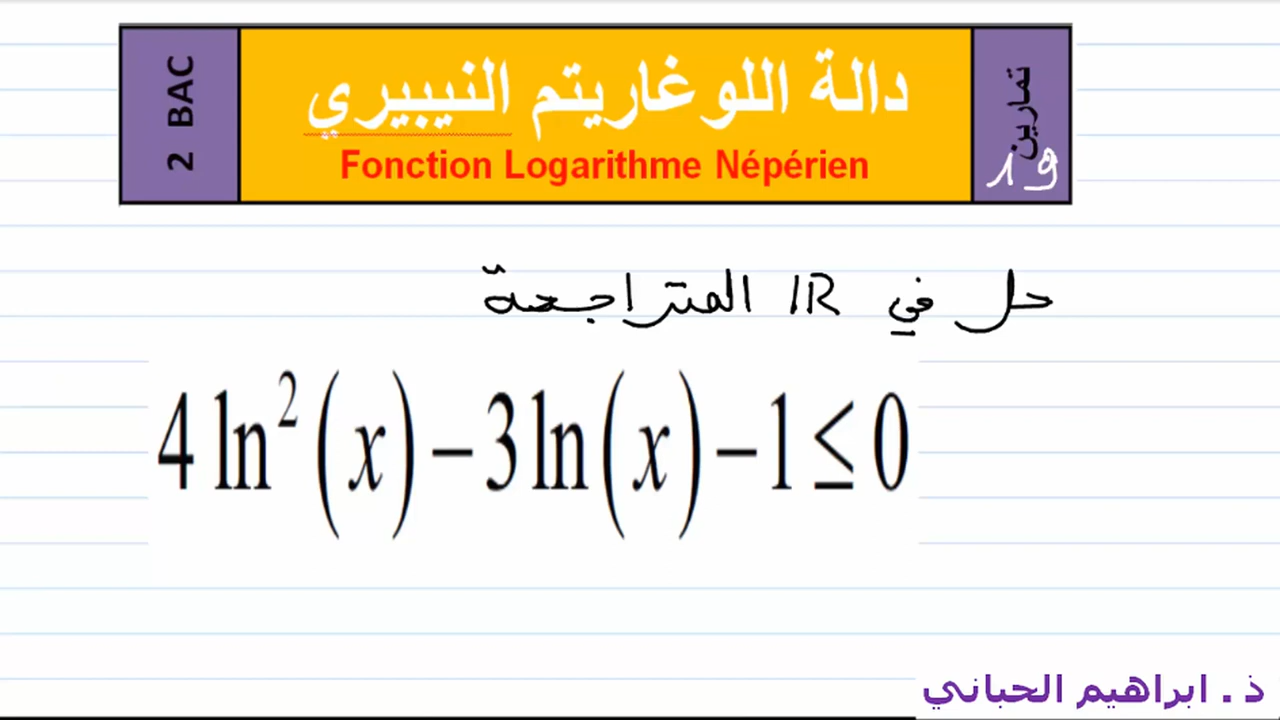 2 BAC
دالة اللوغاريتم النيبيري
Fonction Logarithme Népérien
تمارين
19
حل في IR المتراجحة
4 ln²(x) − 3 ln(x) − 1 ≤ 0
ذ . ابراهيم الحباني